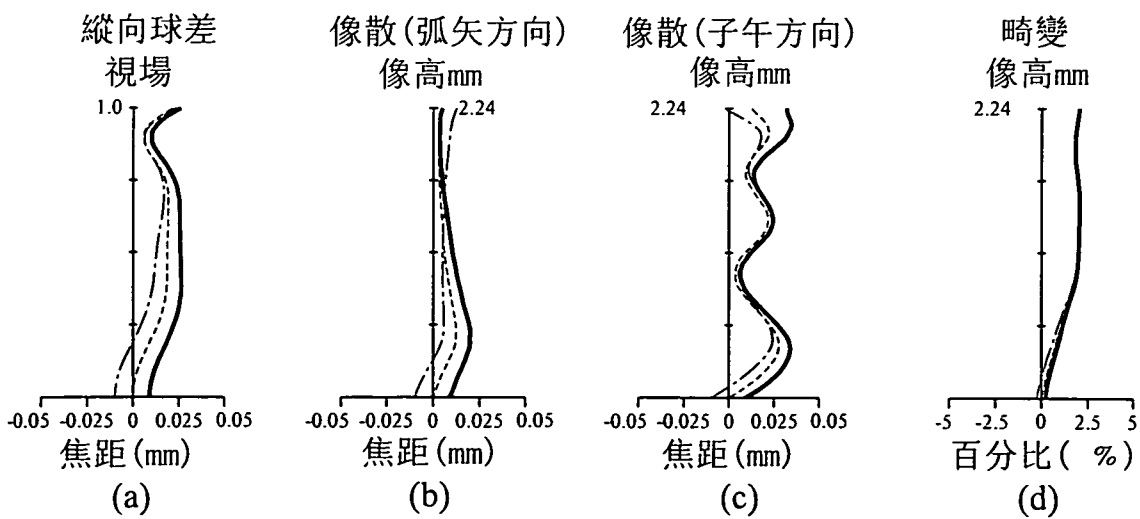 縱向球差
視場
1.0
-0.05 -0.025 0 0.025 0.05
焦距(mm)
(a)
像散(弧矢方向)
像高mm
2.24
-0.05 -0.025 0 0.025 0.05
焦距(mm)
(b)
像散(子午方向)
像高mm
2.24
-0.05 -0.025 0 0.025 0.05
焦距(mm)
(c)
畸變
像高mm
2.24
-5 -2.5 0 2.5 5
百分比( %)
(d)